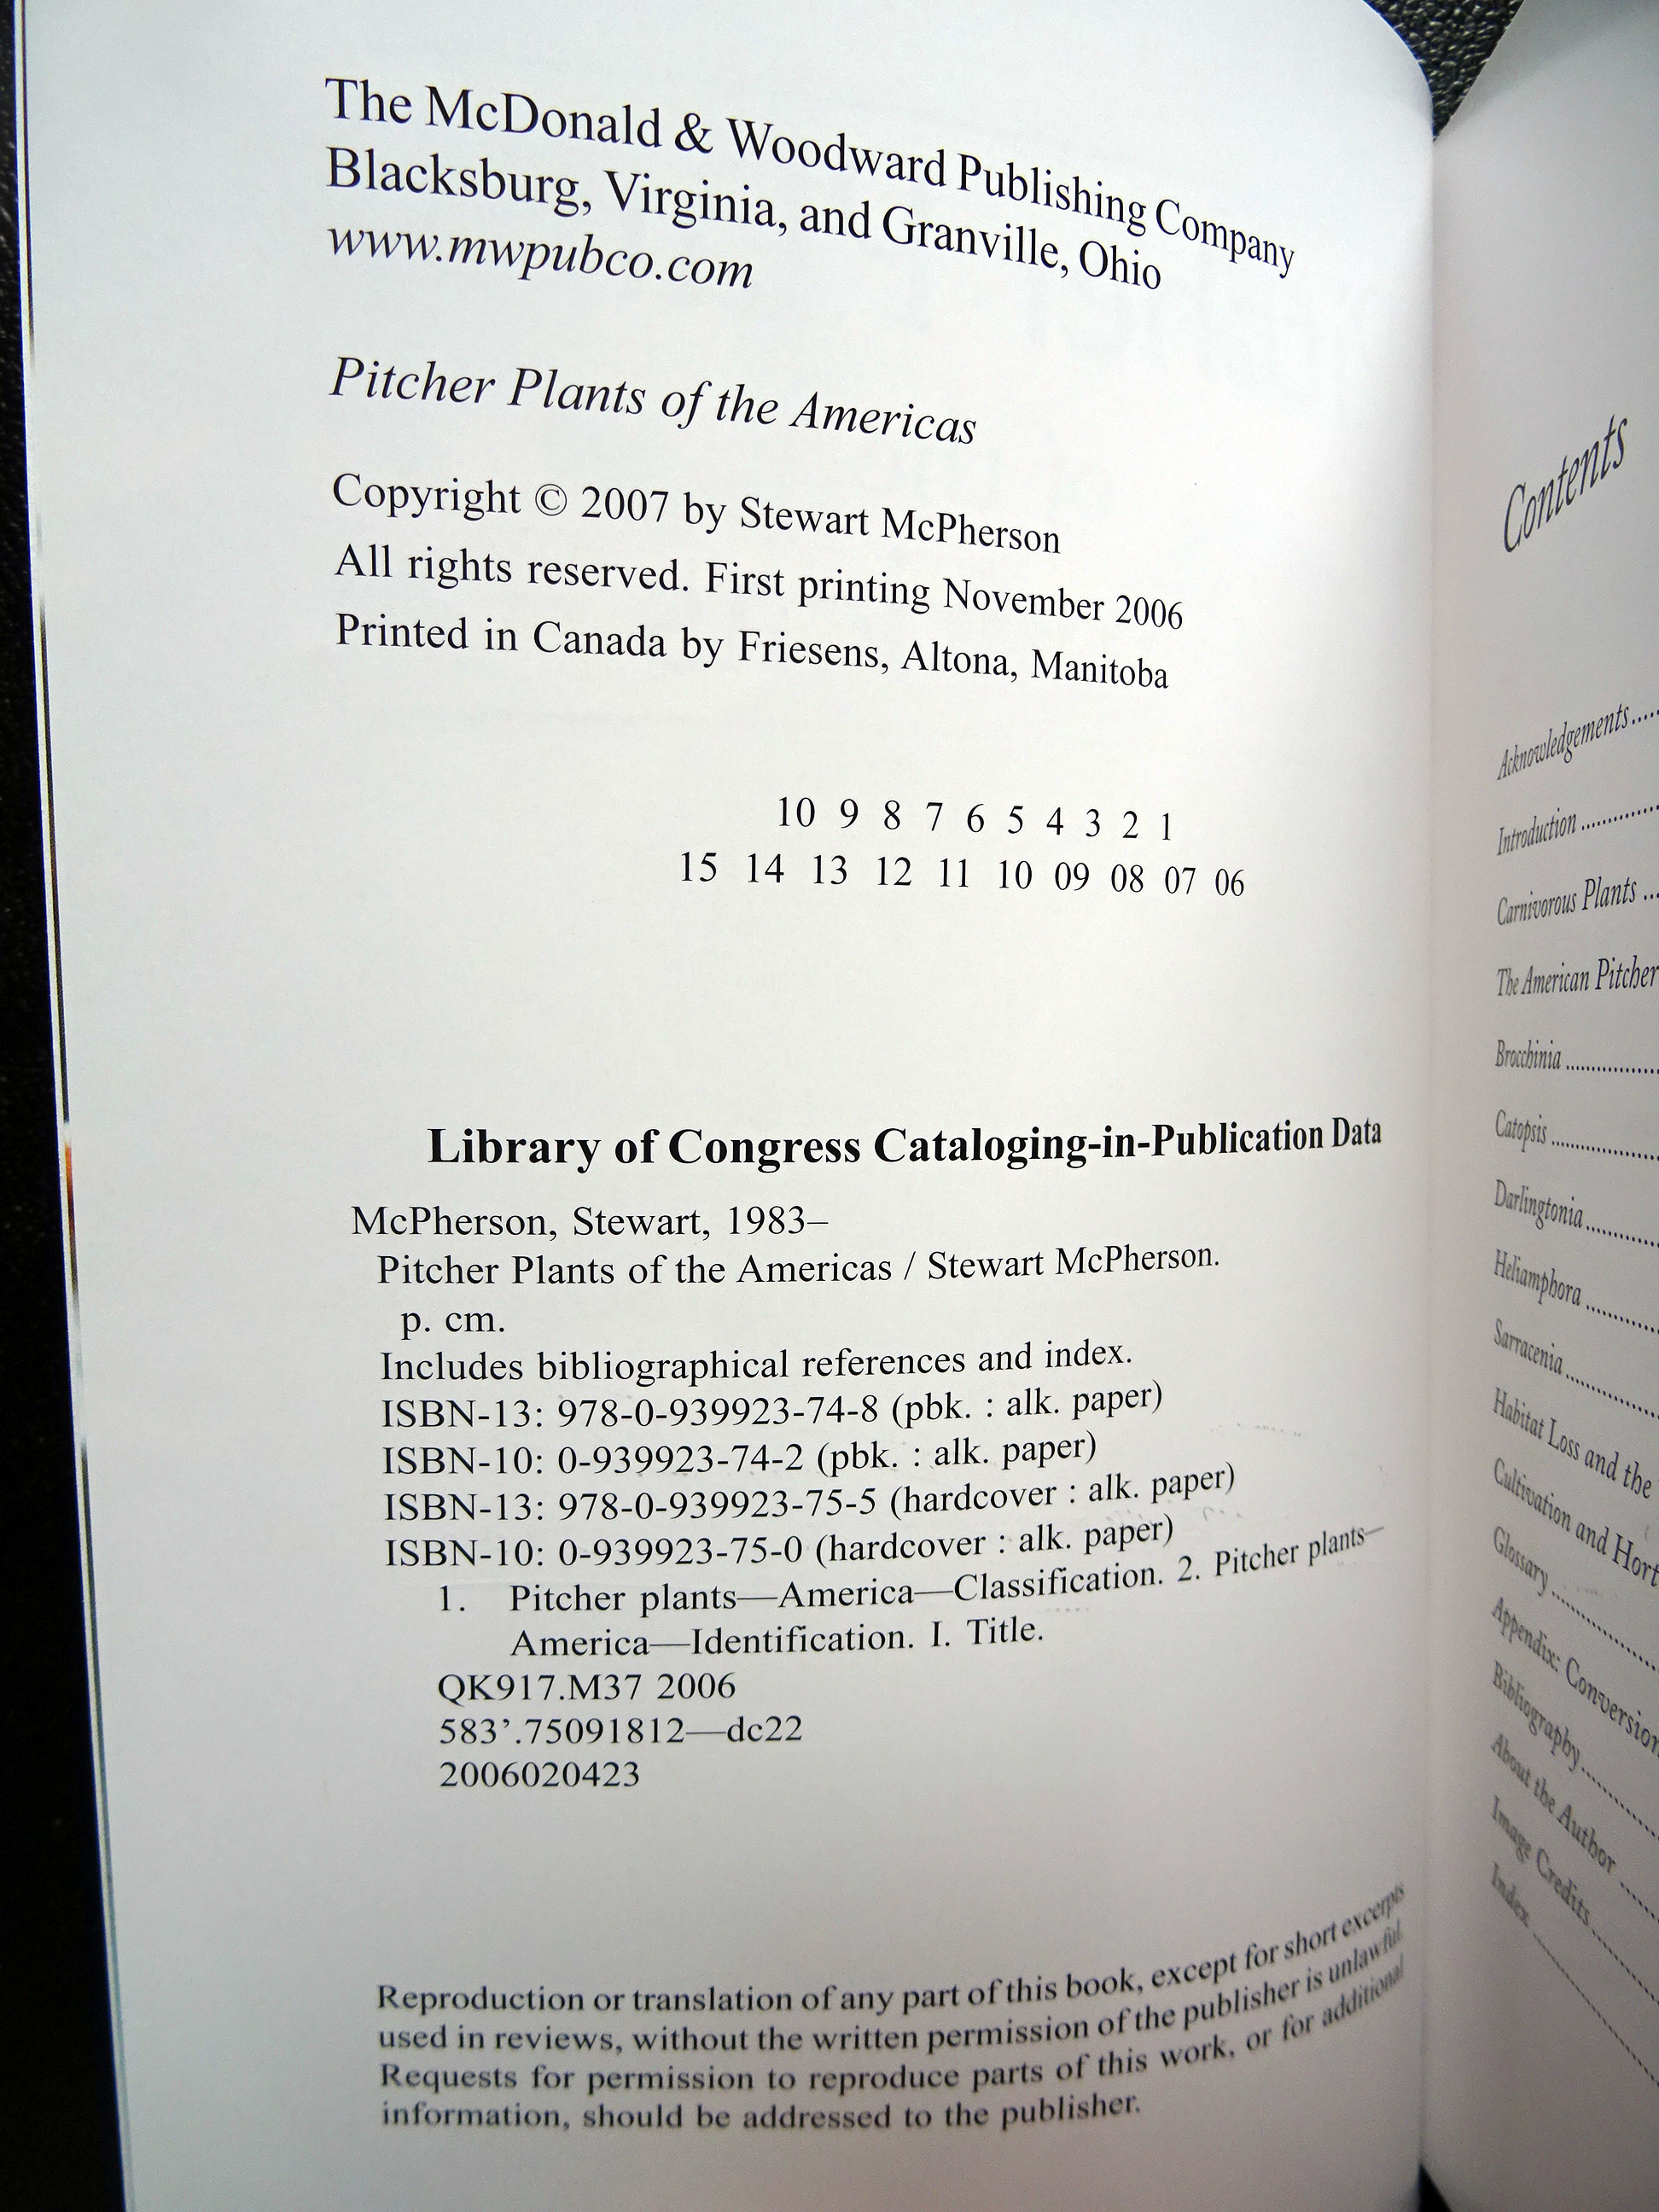 The McDonald & Woodward Publishing Company
Blacksburg, Virginia, and Granville, Ohio
www.mwpubco.com
Pitcher Plants of the Americas
Copyright © 2007 by Stewart McPherson
All rights reserved. First printing November 2006
Printed in Canada by Friesens, Altona, Manitoba
10 9 8 7 6 5 4 3 2 1
15 14 13 12 11 10 09 08 07 06
Library of Congress Cataloging-in-Publication Data
McPherson, Stewart, 1983–
Pitcher Plants of the Americas / Stewart McPherson.
p. cm.
Includes bibliographical references and index.
ISBN-13: 978-0-939923-74-8 (pbk. : alk. paper)
ISBN-10: 0-939923-74-2 (pbk. : alk. paper)
ISBN-13: 978-0-939923-75-5 (hardcover : alk. paper)
ISBN-10: 0-939923-75-0 (hardcover : alk. paper)
1. Pitcher plants—America—Classification. 2. Pitcher plants—
America—Identification. I. Title.
QK917.M37 2006
583’.75091812—dc22
2006020423
Reproduction or translation of any part of this book, except for short excerpts
used in reviews, without the written permission of the publisher is unlawful.
Requests for permission to reproduce parts of this work, or for additional
information, should be addressed to the publisher.
Contents
Acknowledgements .....
Introduction ............
Carnivorous Plants ...
The American Pitcher
Brocchinia ................
Catopsis ..................
Darlingtonia ............
Heliamphora ............
Sarracenia ...............
Habitat Loss and the
Cultivation and Hort
Glossary ..................
Appendix: Conversion
Bibliography ............
About the Author ......
Image Credits ..........
Index ......................